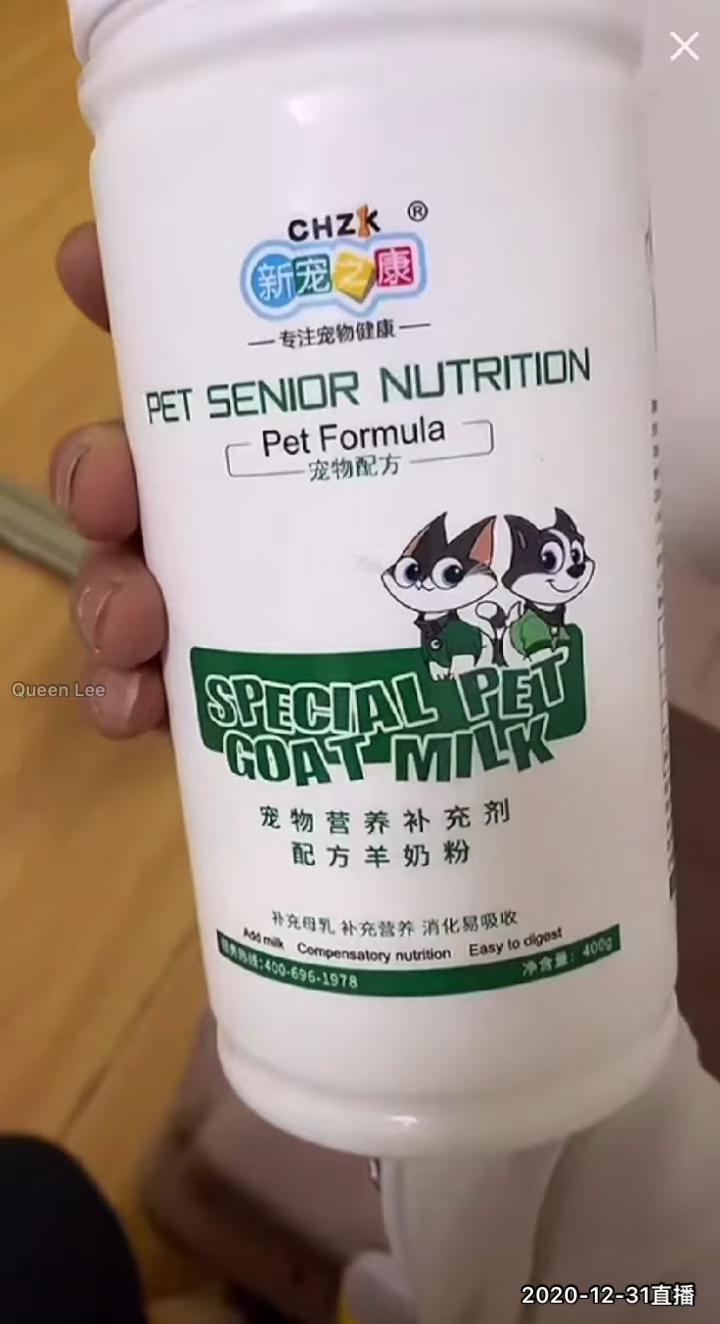 CHZK ®
新宠之康
专注宠物健康
PET SENIOR NUTRITION
Pet Formula
宠物配方
SPECIAL PET
GOAT MILK
Queen Lee
宠物营养补充剂
配方羊奶粉
补充母乳 补充营养 消化易吸收
Add milk Compensatory nutrition Easy to digest
服务热线:400-696-1978
净含量: 400g
2020-12-31直播